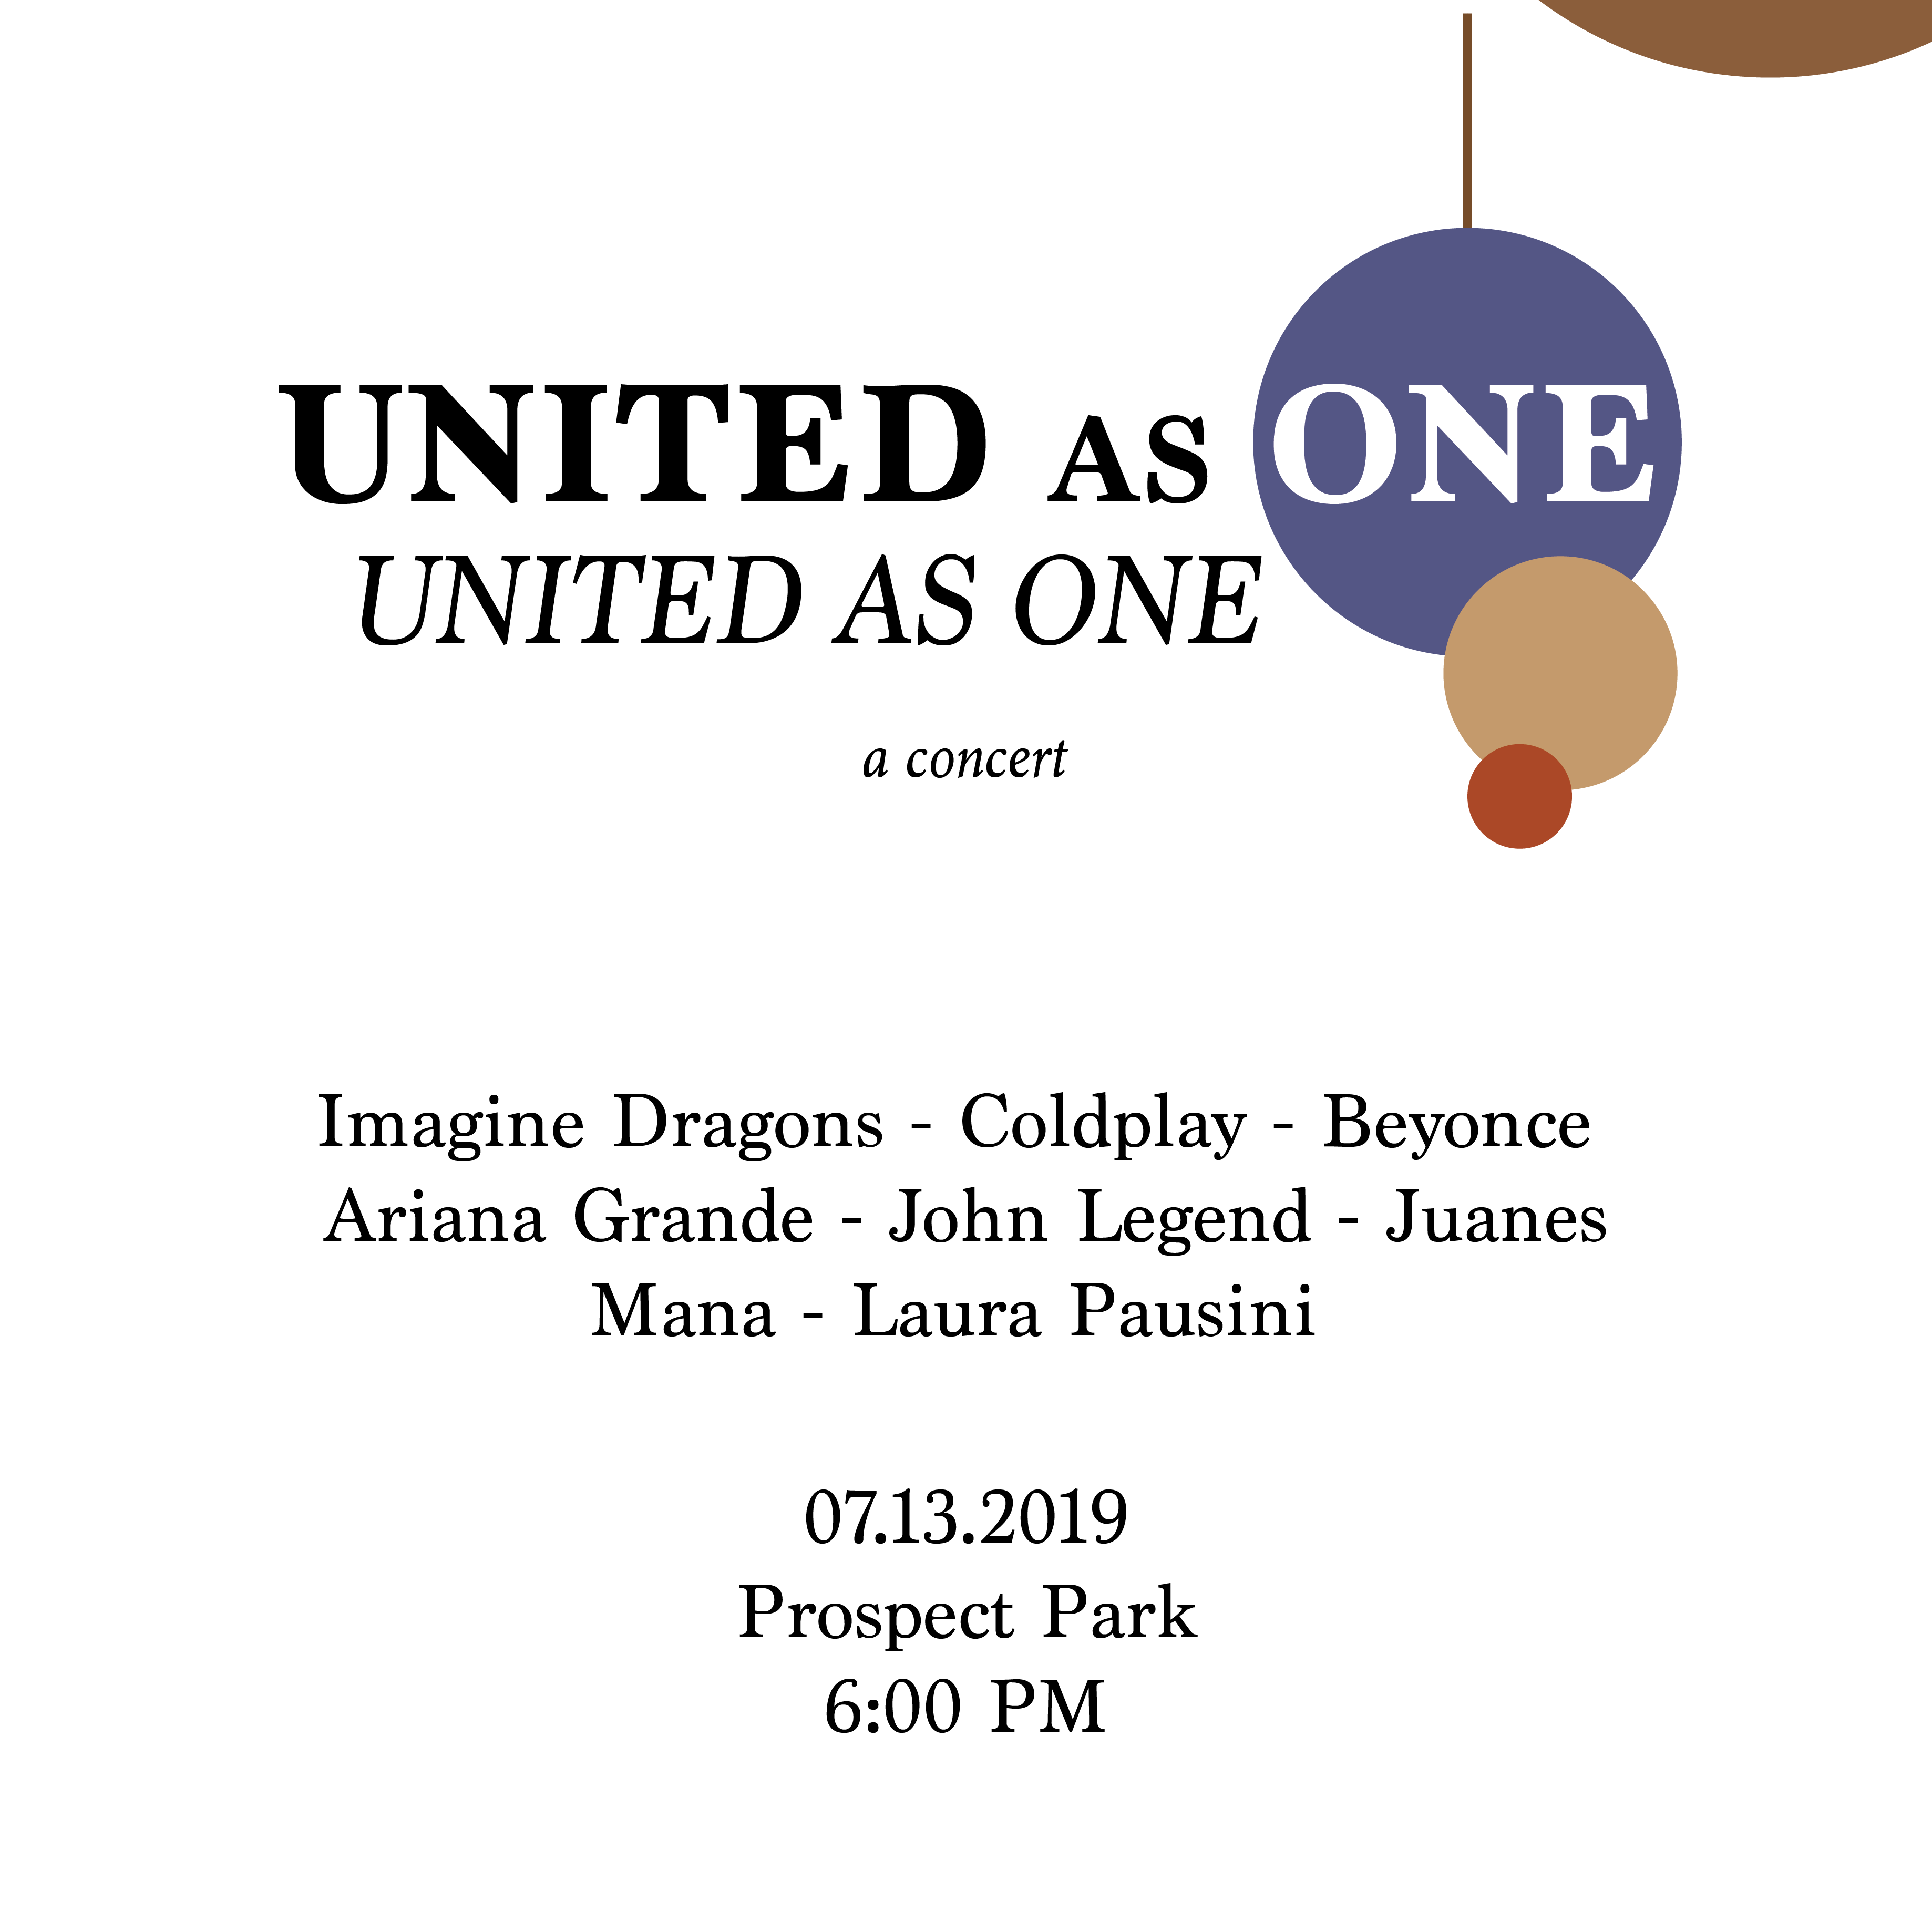 UNITED AS ONE
UNITED AS ONE
a concert
Imagine Dragons - Coldplay - Beyonce
Ariana Grande - John Legend - Juanes
Mana - Laura Pausini
07.13.2019
Prospect Park
6:00 PM